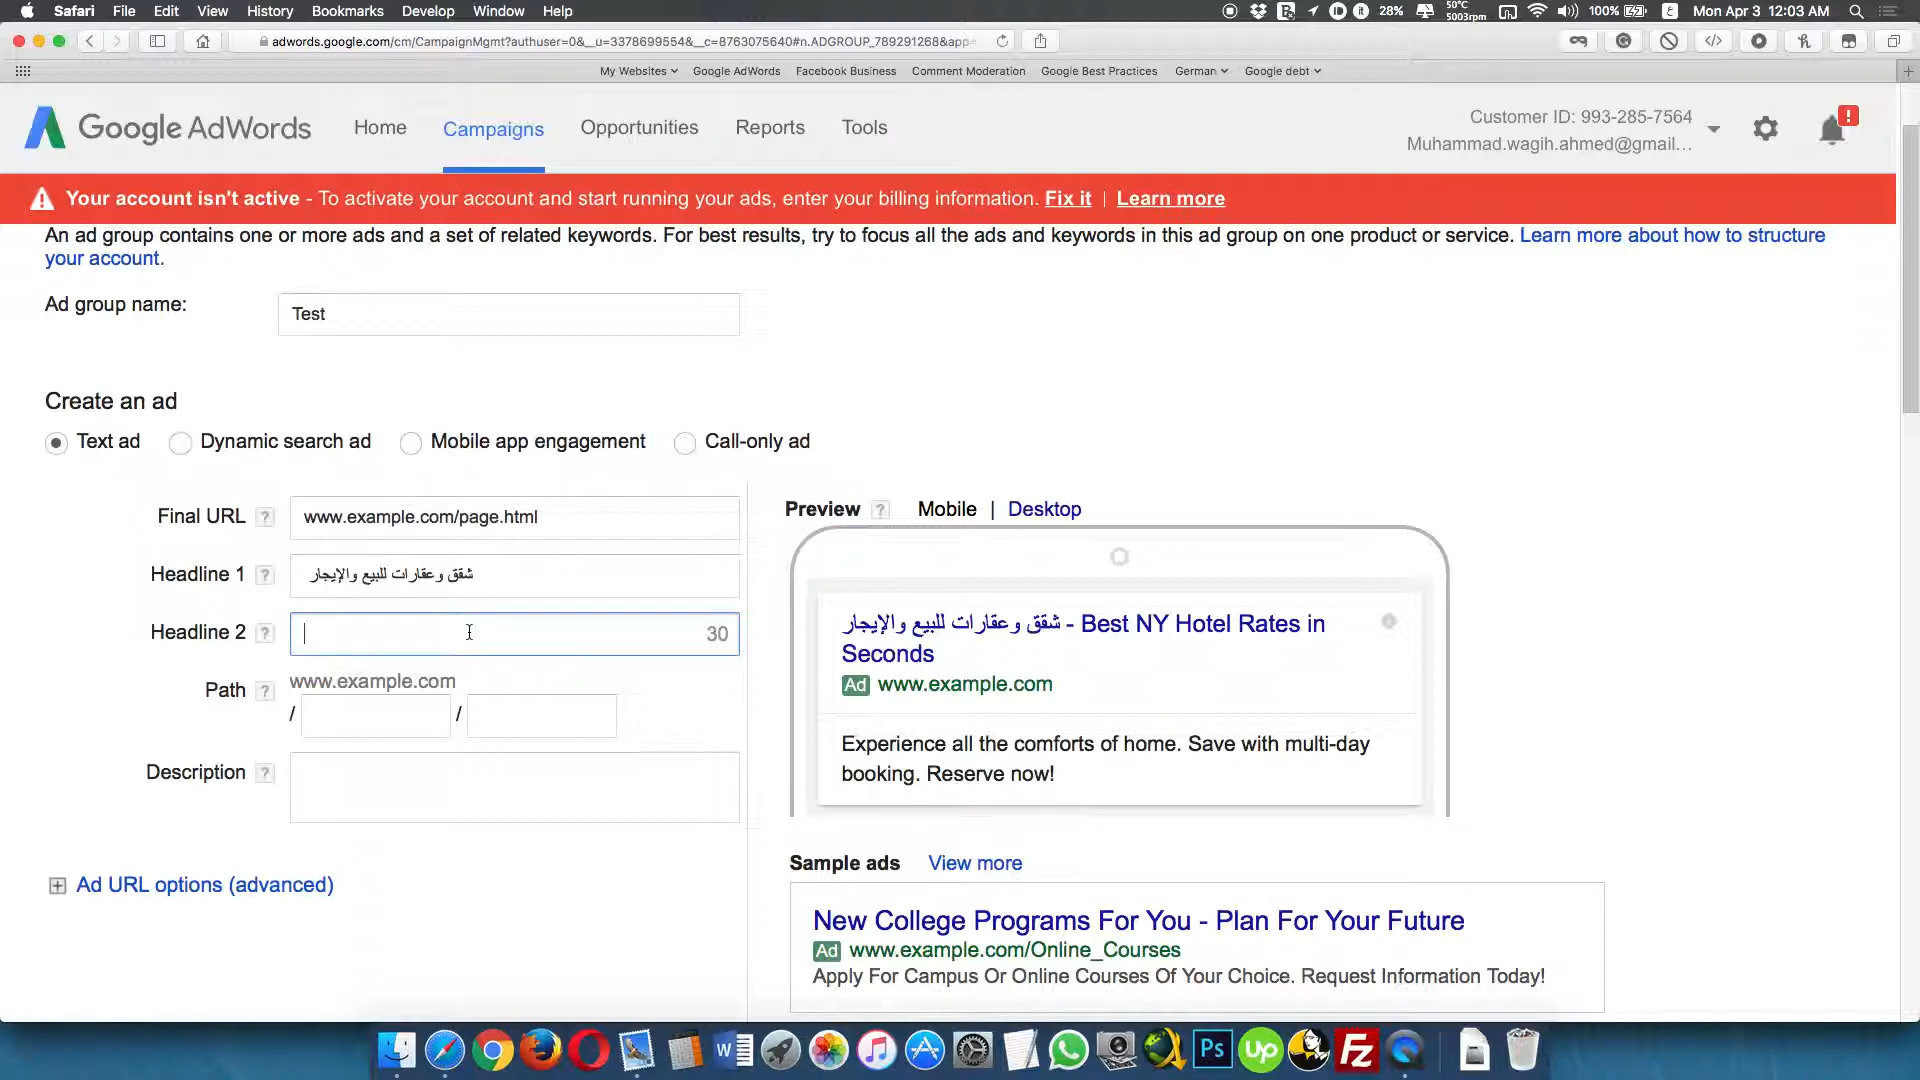 Safari File Edit View History Bookmarks Develop Window Help 28% 50°C 5003rpm 100% Mon Apr 3 12:03 AM
adwords.google.com/cm/CampaignMgmt?authuser=0&__u=3378699554&__c=8763075640#n.ADGROUP_789291268&app=
My Websites Google AdWords Facebook Business Comment Moderation Google Best Practices German Google debt
Google AdWords Home Campaigns Opportunities Reports Tools
Customer ID: 993-285-7564
Muhammad.wagih.ahmed@gmail...
!
Your account isn't active - To activate your account and start running your ads, enter your billing information. Fix it | Learn more
An ad group contains one or more ads and a set of related keywords. For best results, try to focus all the ads and keywords in this ad group on one product or service. Learn more about how to structure
your account.
Ad group name: Test
Create an ad
Text ad Dynamic search ad Mobile app engagement Call-only ad
Final URL ? www.example.com/page.html
Headline 1 ? شقق وعقارات للبيع والإيجار
Headline 2 ? 30
Path ? www.example.com
/ /
Description ?
Ad URL options (advanced)
Preview ? Mobile | Desktop
شقق وعقارات للبيع والإيجار - Best NY Hotel Rates in
Seconds
Ad www.example.com
Experience all the comforts of home. Save with multi-day
booking. Reserve now!
Sample ads View more
New College Programs For You - Plan For Your Future
Ad www.example.com/Online_Courses
Apply For Campus Or Online Courses Of Your Choice. Request Information Today!
W Ps up Fz